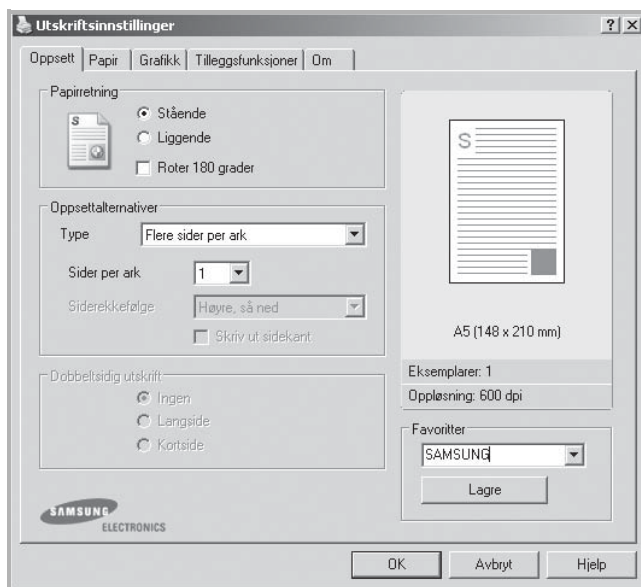 Utskriftsinnstillinger
Oppsett Papir Grafikk Tilleggsfunksjoner Om
Papirretning
S
Stående
Liggende
Roter 180 grader
Oppsettalternativer
Type Flere sider per ark
Sider per ark 1
Siderekkefølge Høyre, så ned
Skriv ut sidekant
Dobbeltsidig utskrift
Ingen
Langside
Kortside
SAMSUNG
ELECTRONICS
S
A5 (148 x 210 mm)
Eksemplarer: 1
Oppløsning: 600 dpi
Favoritter
SAMSUNG
Lagre
OK Avbryt Hjelp